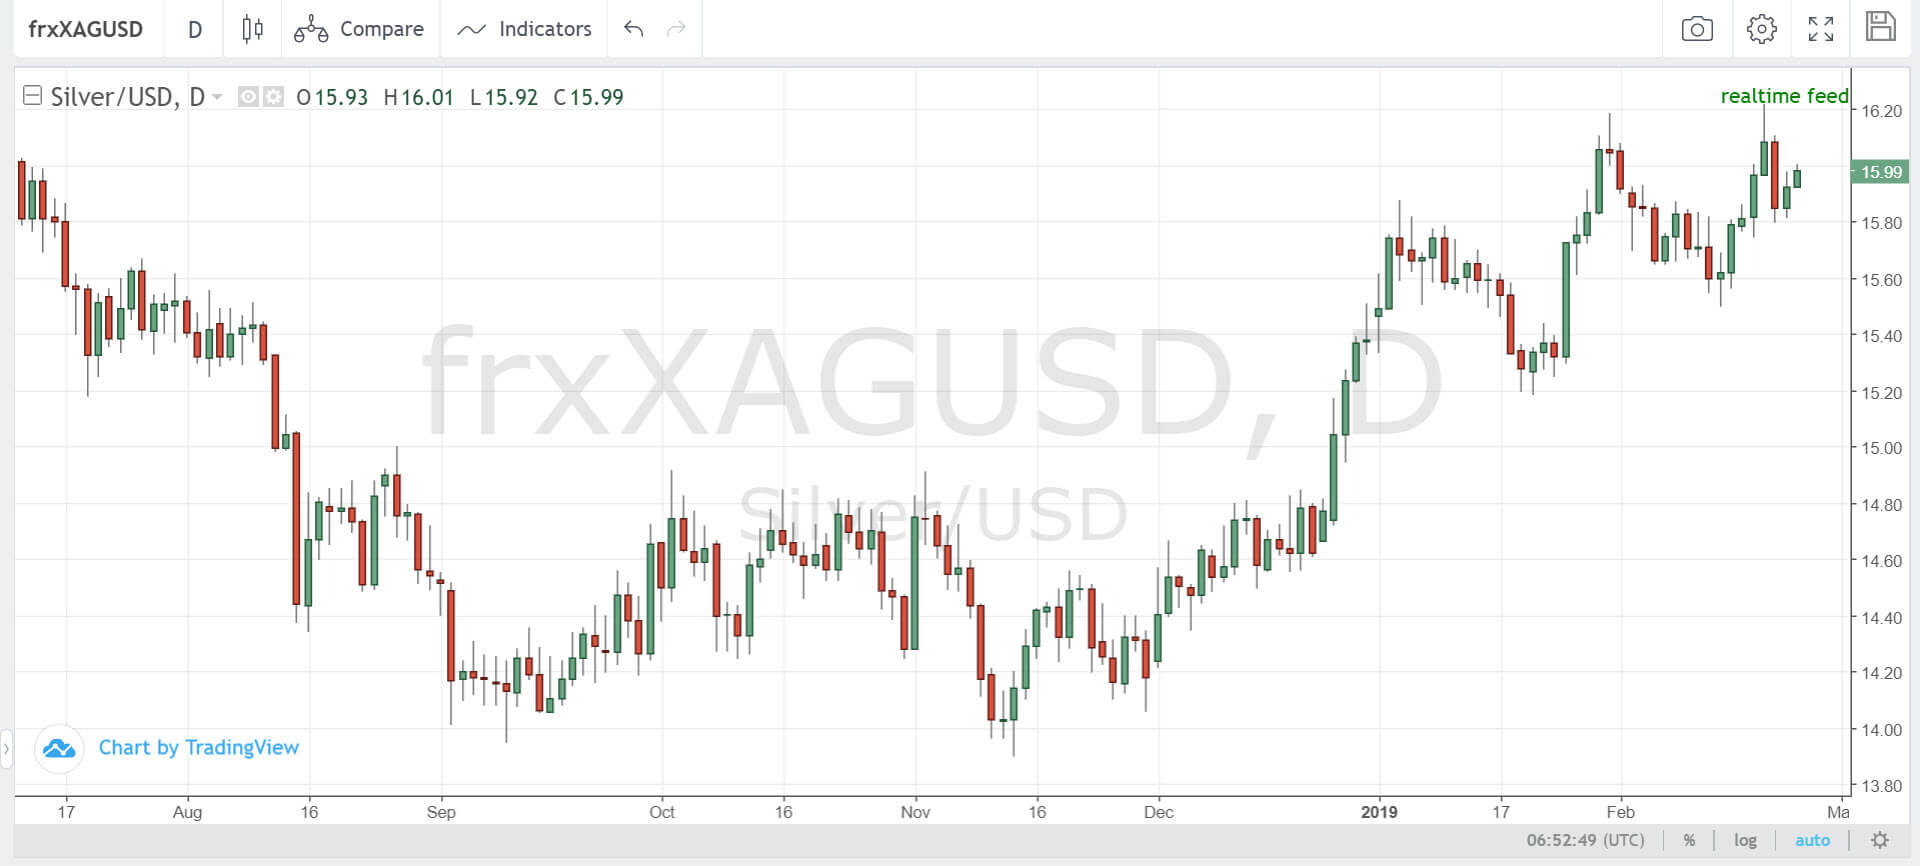 frxXAGUSD D Compare Indicators
Silver/USD, D O 15.93 H 16.01 L 15.92 C 15.99
realtime feed
16.20
15.99
15.80
15.60
15.40
15.20
15.00
14.80
14.60
14.40
14.20
14.00
13.80
frxXAGUSD, D
Silver/USD
Chart by TradingView
17 Aug 16 Sep Oct 16 Nov 16 Dec 2019 17 Feb Ma
06:52:49 (UTC) % log auto